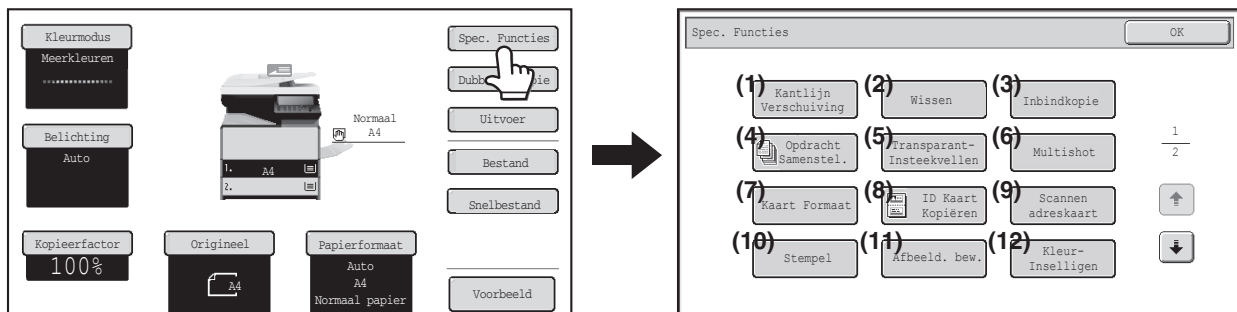 Kleurmodus
Meerkleuren
Belichting
Auto
Kopieerfactor
100%
Origineel
A4
Papierformaat
Auto
A4
Normaal papier
Normaal
A4
1.
A4
2.
Spec. Functies
Dubb
pie
Uitvoer
Bestand
Snelbestand
Voorbeeld
Spec. Functies
OK
(1) Kantlijn
Verschuiving
(2) Wissen
(3) Inbindkopie
(4) Opdracht
Samenstel.
(5) Transparant-
Insteekvellen
(6) Multishot
(7) Kaart Formaat
(8) ID Kaart
Kopiëren
(9) Scannen
adreskaart
(10) Stempel
(11) Afbeeld. bew.
(12) Kleur-
Inselligen
1
2